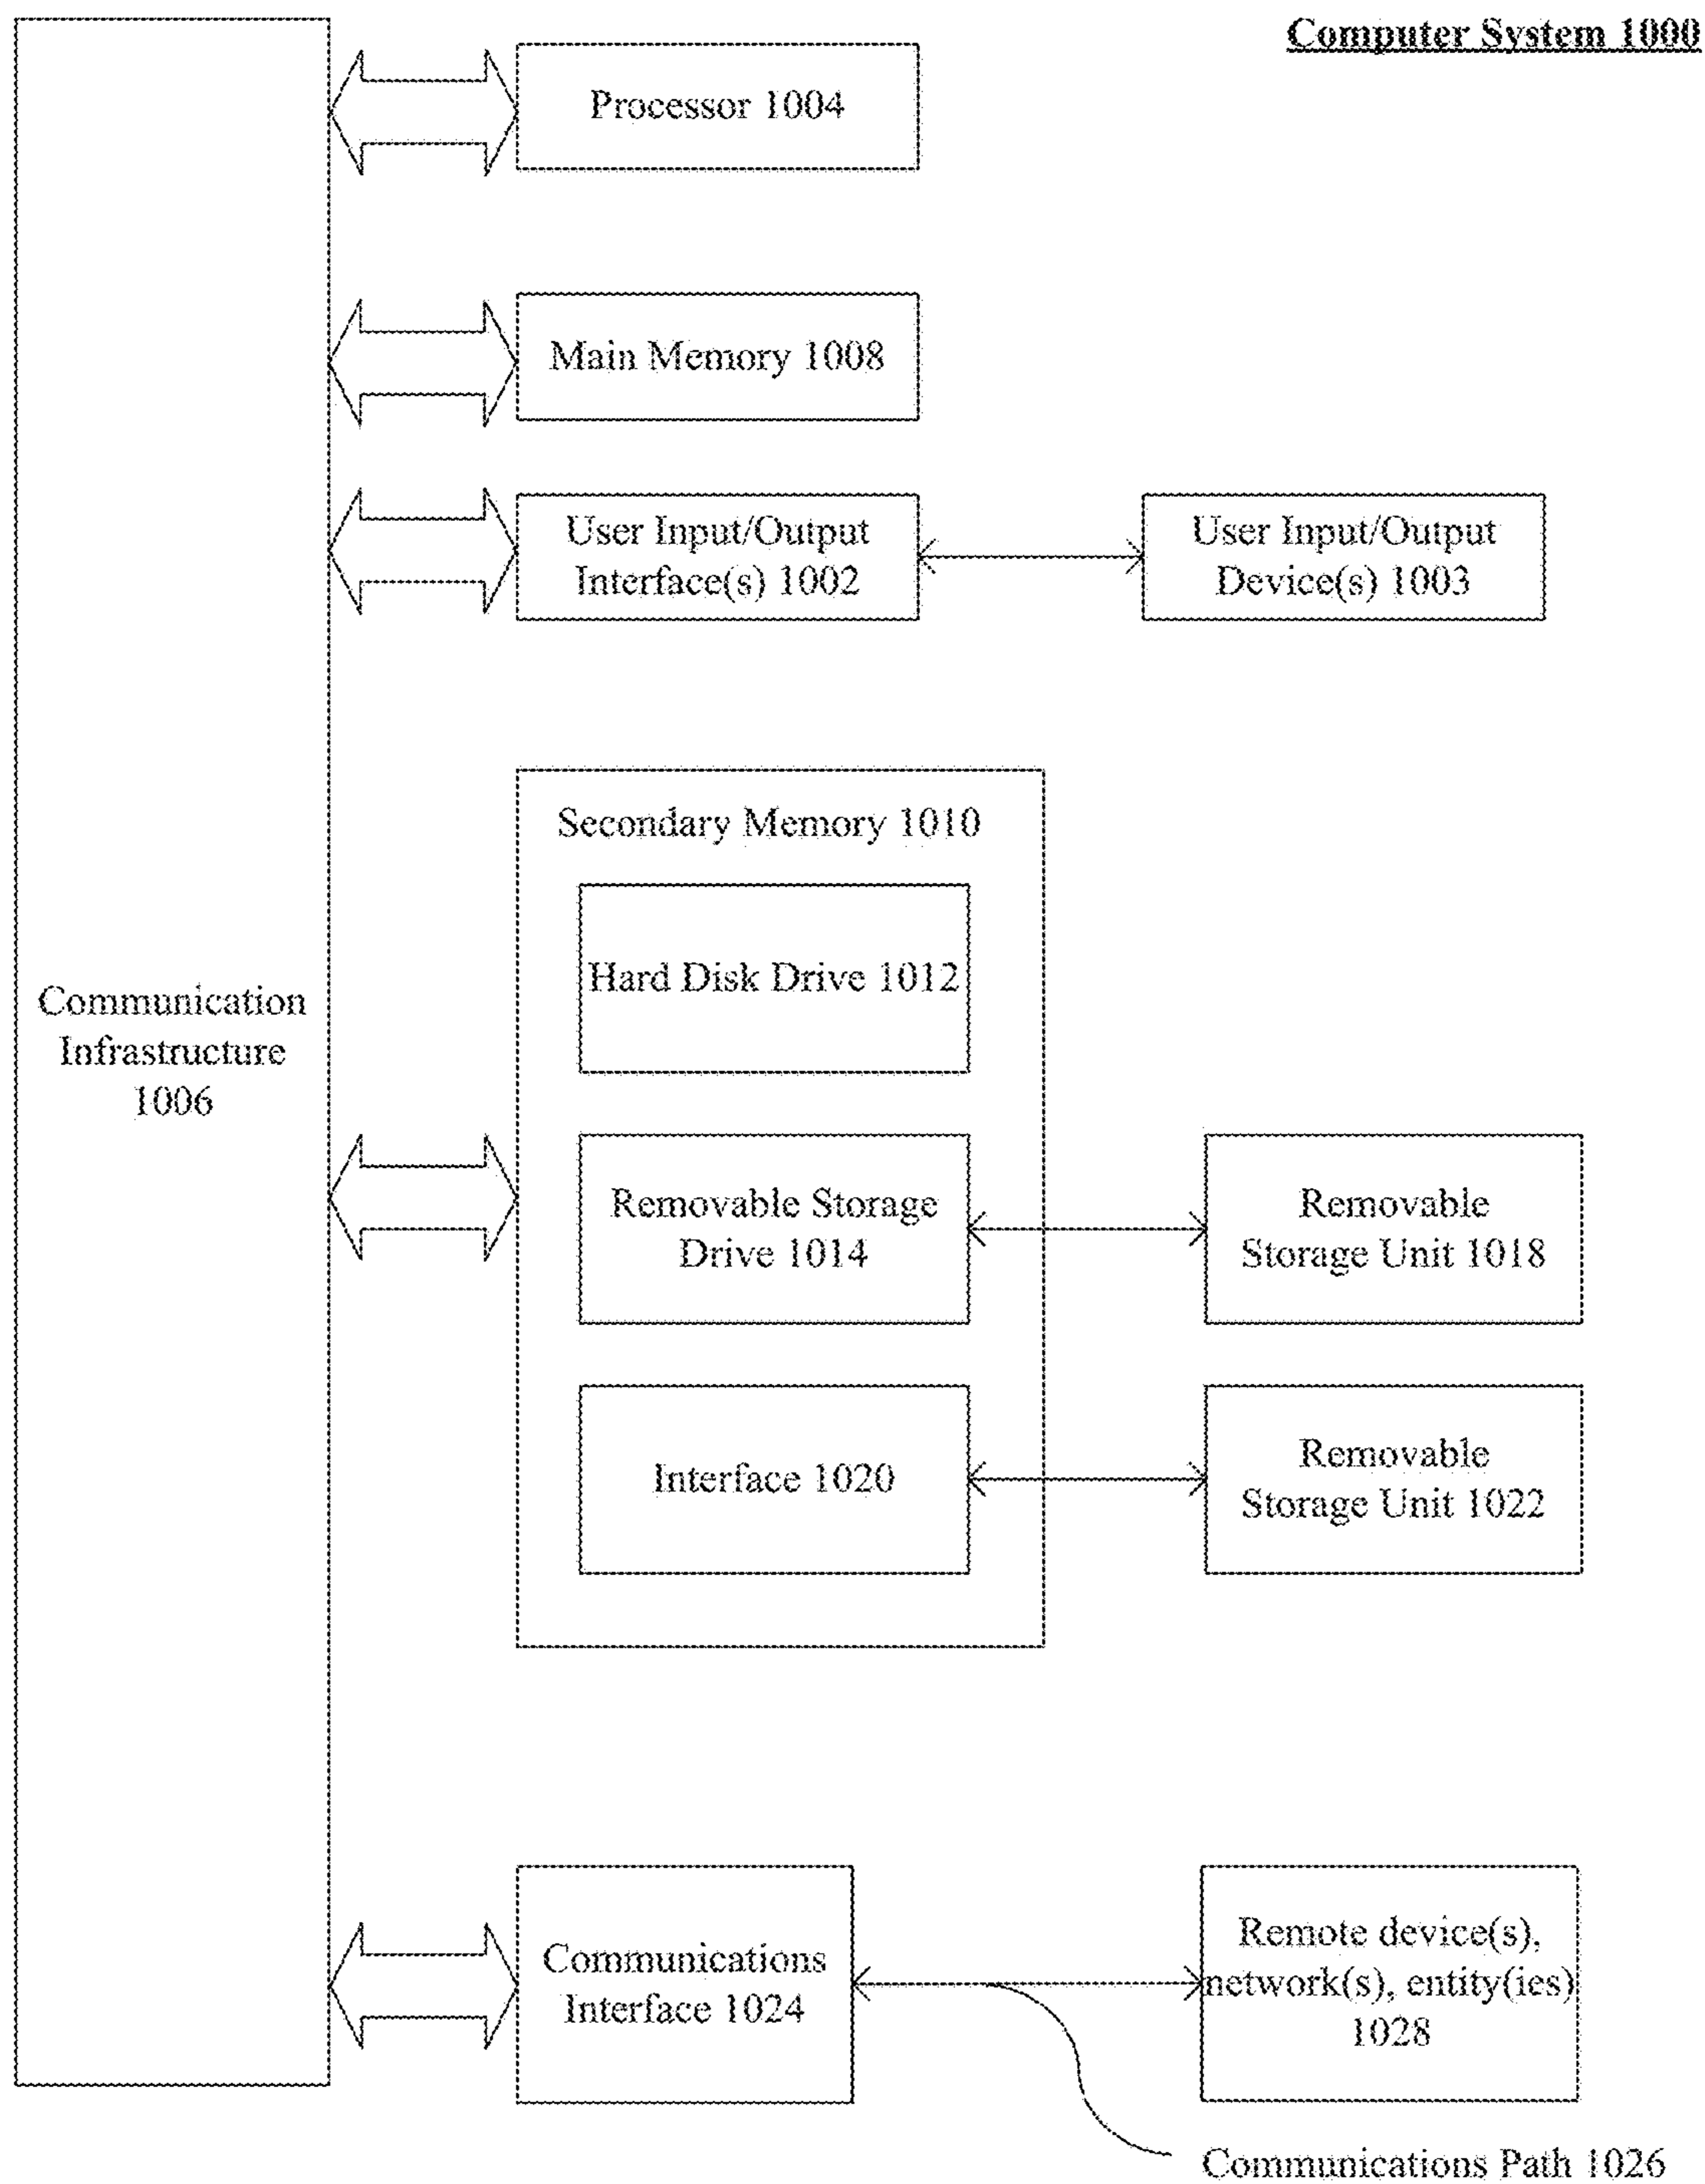 Computer System 1000
Processor 1004
Main Memory 1008
User Input/Output
Interface(s) 1002
User Input/Output
Device(s) 1003
Secondary Memory 1010
Hard Disk Drive 1012
Communication
Infrastructure
1006
Removable Storage
Drive 1014
Removable
Storage Unit 1018
Interface 1020
Removable
Storage Unit 1022
Communications
Interface 1024
Remote device(s),
network(s), entity(ies)
1028
Communications Path 1026